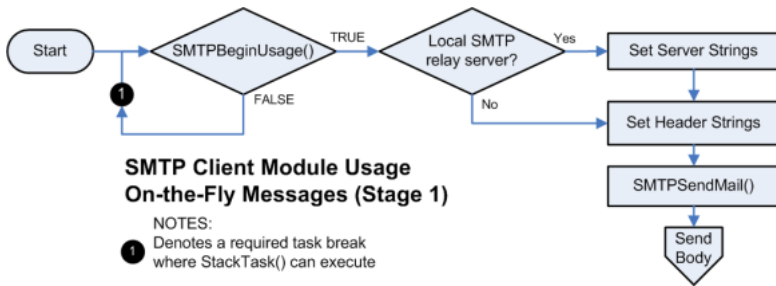 Start
SMTPBeginUsage()
TRUE
FALSE
1
Local SMTP
relay server?
Yes
No
Set Server Strings
Set Header Strings
SMTPSendMail()
Send
Body
SMTP Client Module Usage
On-the-Fly Messages (Stage 1)
NOTES:
1
Denotes a required task break
where StackTask() can execute